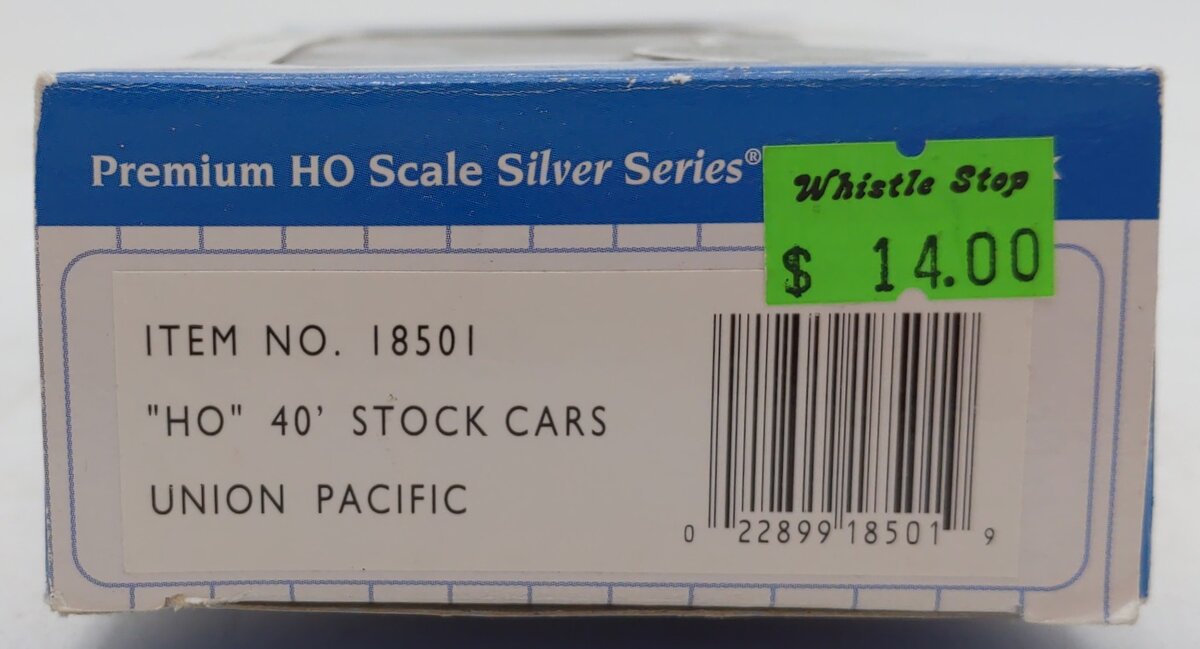 Premium HO Scale Silver Series®
Whistle Stop
$ 14.00
ITEM NO. 18501
"HO" 40' STOCK CARS
UNION PACIFIC
0 22899 18501 9